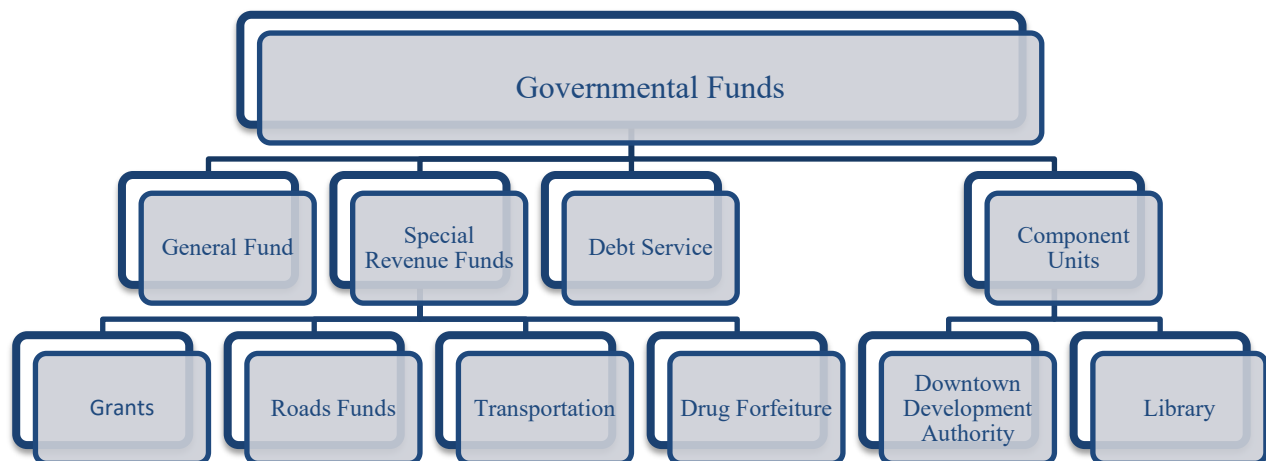 Governmental Funds
General Fund
Special
Revenue Funds
Debt Service
Component
Units
Grants
Roads Funds
Transportation
Drug Forfeiture
Downtown
Development
Authority
Library